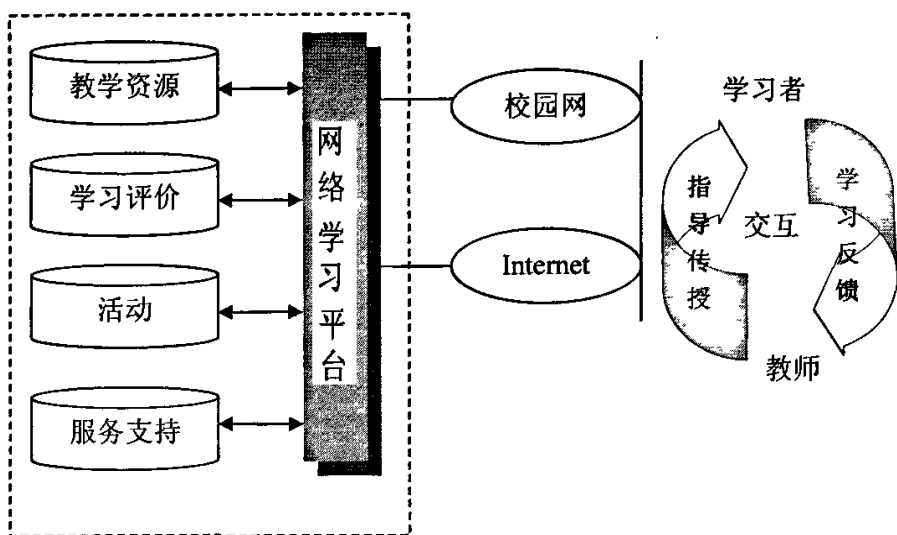 教学资源
学习评价
活动
服务支持
网络学习平台
校园网
Internet
学习者
指导传授
交互
学习反馈
教师